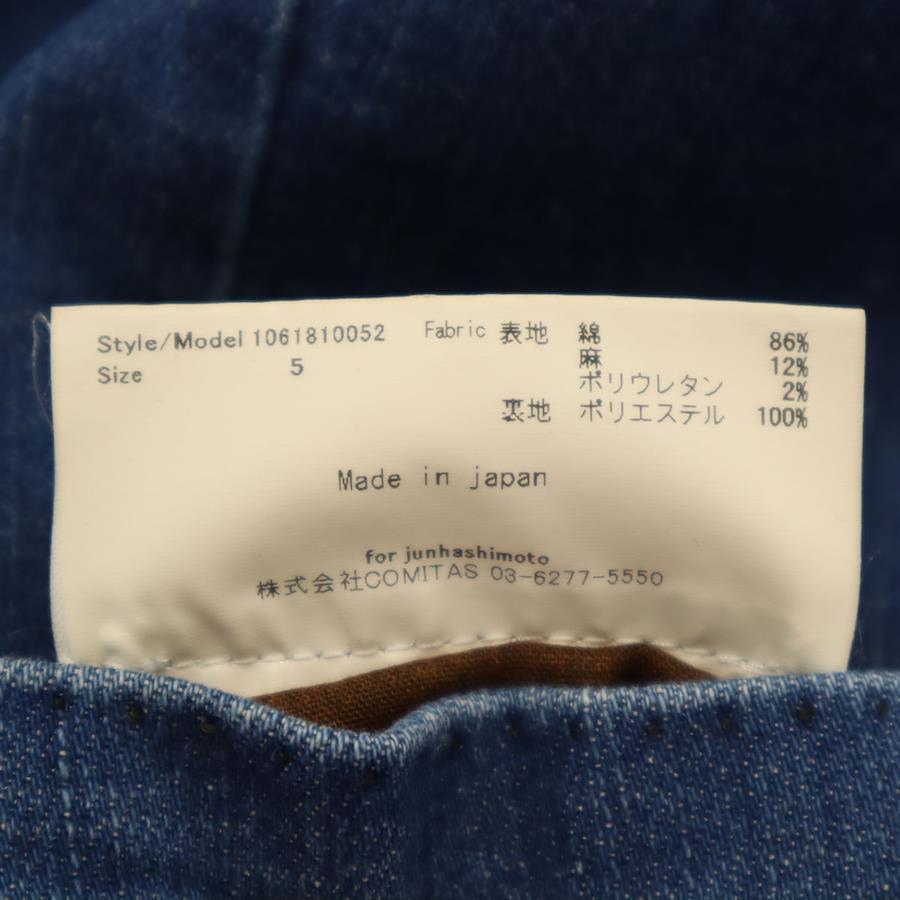 Style/Model 1061810052 Fabric 表地 綿 86%
麻 12%
Size 5 ポリウレタン 2%
裏地 ポリエステル 100%
Made in japan
for junhashimoto
株式会社COMITAS 03-6277-5550